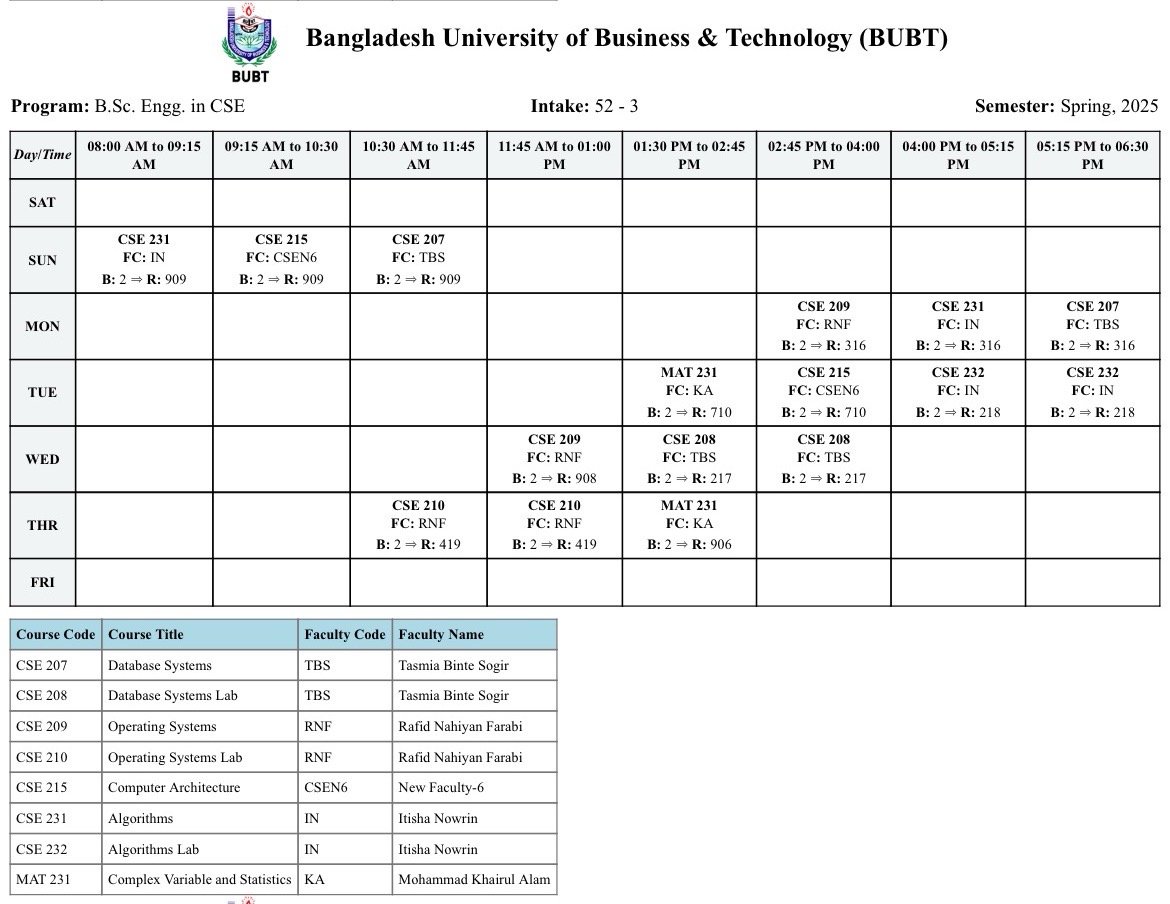 Bangladesh University of Business & Technology (BUBT)
BUBT
Program: B.Sc. Engg. in CSE
Intake: 52 - 3
Semester: Spring, 2025
Day/Time
08:00 AM to 09:15
AM
09:15 AM to 10:30
AM
10:30 AM to 11:45
AM
11:45 AM to 01:00
PM
01:30 PM to 02:45
PM
02:45 PM to 04:00
PM
04:00 PM to 05:15
PM
05:15 PM to 06:30
PM
SAT
SUN
CSE 231
FC: IN
B: 2 ⇒ R: 909
CSE 215
FC: CSEN6
B: 2 ⇒ R: 909
CSE 207
FC: TBS
B: 2 ⇒ R: 909
MON
CSE 209
FC: RNF
B: 2 ⇒ R: 316
CSE 231
FC: IN
B: 2 ⇒ R: 316
CSE 207
FC: TBS
B: 2 ⇒ R: 316
TUE
MAT 231
FC: KA
B: 2 ⇒ R: 710
CSE 215
FC: CSEN6
B: 2 ⇒ R: 710
CSE 232
FC: IN
B: 2 ⇒ R: 218
CSE 232
FC: IN
B: 2 ⇒ R: 218
WED
CSE 209
FC: RNF
B: 2 ⇒ R: 908
CSE 208
FC: TBS
B: 2 ⇒ R: 217
CSE 208
FC: TBS
B: 2 ⇒ R: 217
THR
CSE 210
FC: RNF
B: 2 ⇒ R: 419
CSE 210
FC: RNF
B: 2 ⇒ R: 419
MAT 231
FC: KA
B: 2 ⇒ R: 906
FRI
Course Code Course Title Faculty Code Faculty Name
CSE 207 Database Systems TBS Tasmia Binte Sogir
CSE 208 Database Systems Lab TBS Tasmia Binte Sogir
CSE 209 Operating Systems RNF Rafid Nahiyan Farabi
CSE 210 Operating Systems Lab RNF Rafid Nahiyan Farabi
CSE 215 Computer Architecture CSEN6 New Faculty-6
CSE 231 Algorithms IN Itisha Nowrin
CSE 232 Algorithms Lab IN Itisha Nowrin
MAT 231 Complex Variable and Statistics KA Mohammad Khairul Alam